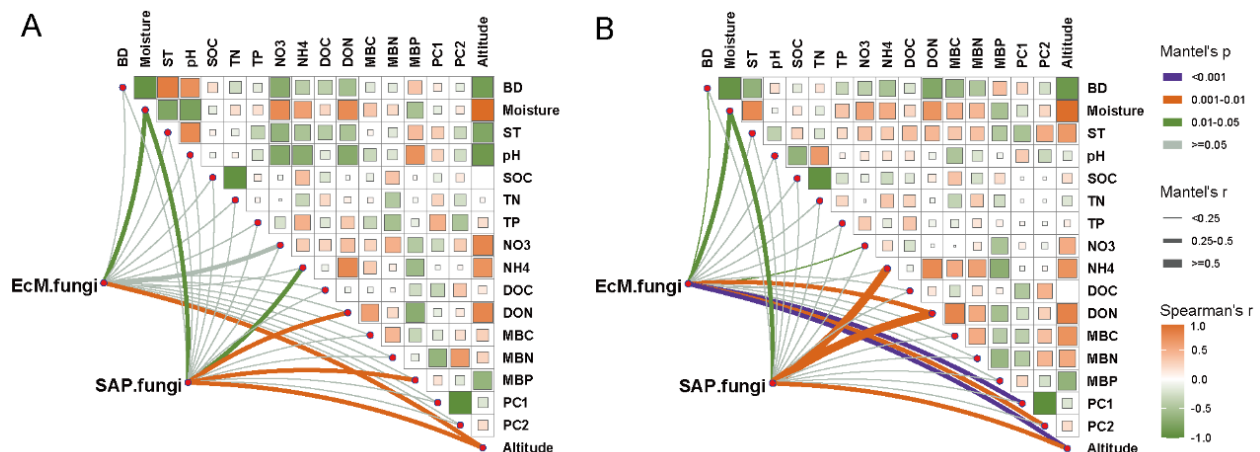 A
BD
Moisture
ST
pH
SOC
TN
TP
NO3
NH4
DOC
DON
MBC
MBN
MBP
PC1
PC2
Altitude
BD
Moisture
ST
pH
SOC
TN
TP
NO3
NH4
DOC
DON
MBC
MBN
MBP
PC1
PC2
Altitude
EcM.fungi
SAP.fungi
B
BD
Moisture
ST
pH
SOC
TN
TP
NO3
NH4
DOC
DON
MBC
MBN
MBP
PC1
PC2
Altitude
BD
Moisture
ST
pH
SOC
TN
TP
NO3
NH4
DOC
DON
MBC
MBN
MBP
PC1
PC2
Altitude
EcM.fungi
SAP.fungi
Mantel's p
<0.001
0.001-0.01
0.01-0.05
>=0.05
Mantel's r
<0.25
0.25-0.5
>=0.5
Spearman's r
1.0
0.5
0.0
-0.5
-1.0